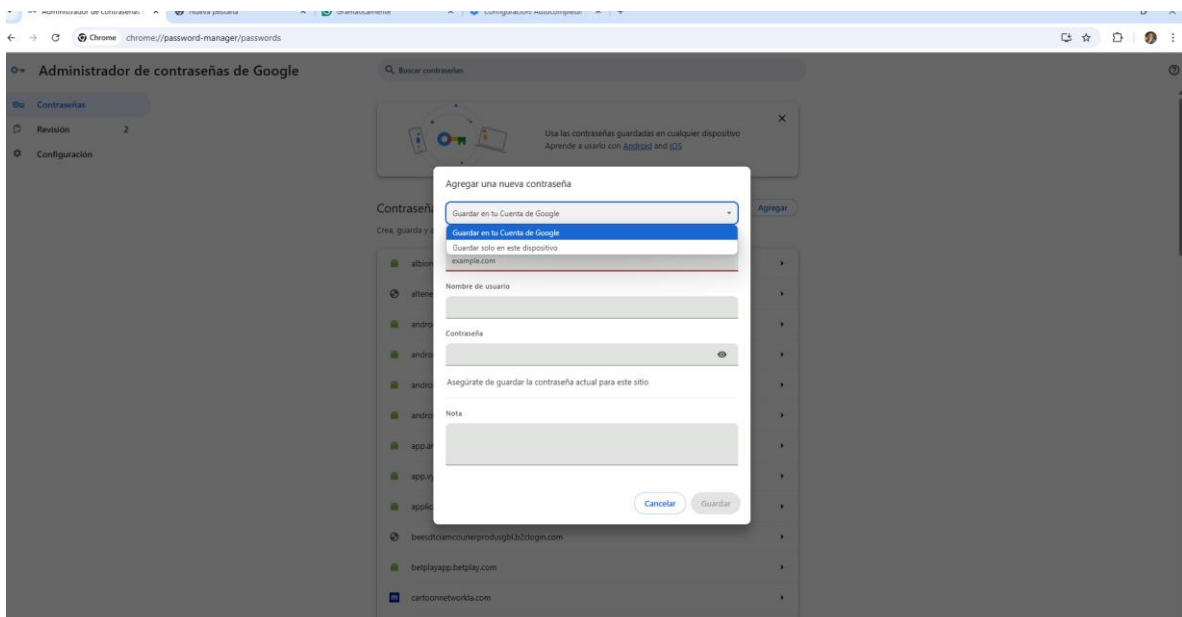 Administrador de contraseñas
Nueva pestaña
Gramaticamente
Configuración: Autocompletar
Chrome chrome://password-manager/passwords
Administrador de contraseñas de Google
Buscar contraseñas
Contraseñas
Revisión 2
Configuración
Usa las contraseñas guardadas en cualquier dispositivo
Aprende a usarlo con Android and iOS
Agregar una nueva contraseña
Contraseñ
Guardar en tu Cuenta de Google
Agregar
Crea, guarda y a
Guardar en tu Cuenta de Google
Guardar solo en este dispositivo
albion
example.com
Nombre de usuario
altene
andro
Contraseña
andro
andro
Asegúrate de guardar la contraseña actual para este sitio
andro
Nota
app.ar
app.vy
applic
Cancelar
Guardar
beesdtciamcourierprodusgbl.b2clogin.com
betplayapp.betplay.com
cartoonnetworkla.com